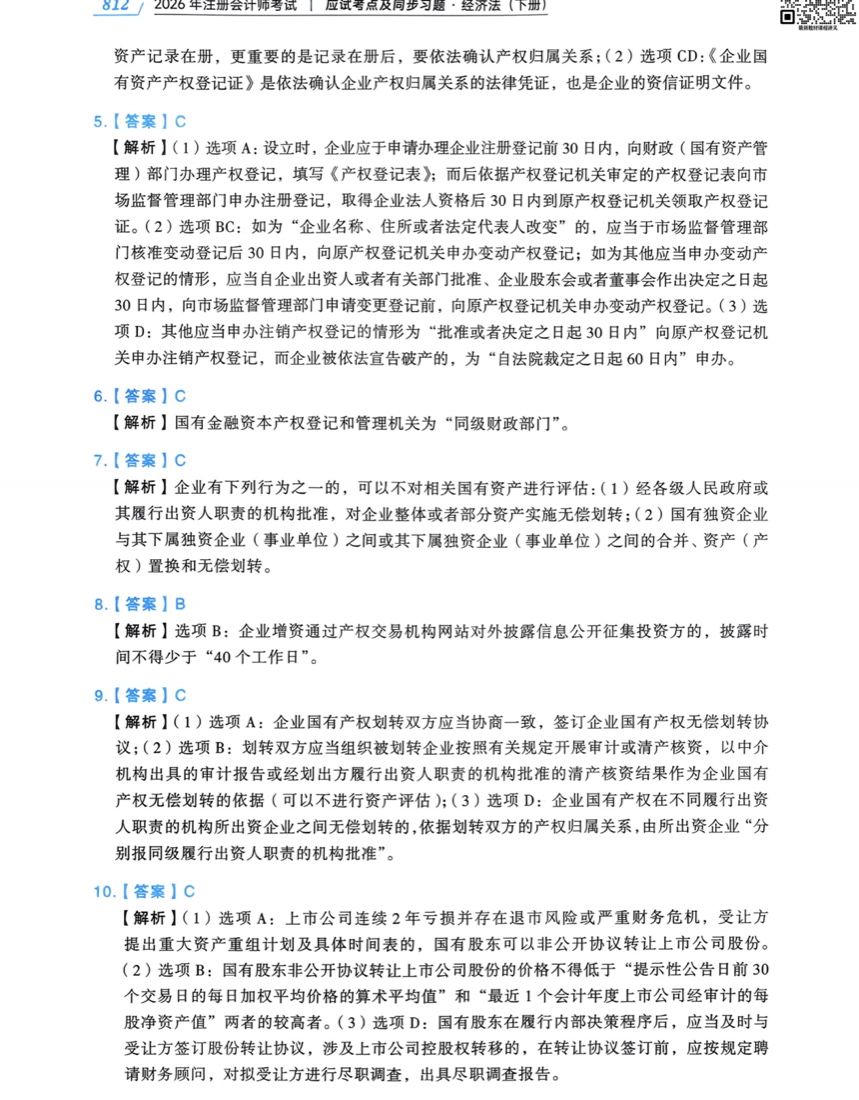 812 2026 年注册会计师考试 | 应试考点及同步习题·经济法（下册）
资产记录在册，更重要的是记录在册后，要依法确认产权归属关系；（2）选项 CD：《企业国
有资产产权登记证》是依法确认企业产权归属关系的法律凭证，也是企业的资信证明文件。
5.【答案】C
【解析】（1）选项 A：设立时，企业应于申请办理企业注册登记前 30 日内，向财政（国有资产管
理）部门办理产权登记，填写《产权登记表》；而后依据产权登记机关审定的产权登记表向市
场监督管理部门申办注册登记，取得企业法人资格后 30 日内到原产权登记机关领取产权登记
证。（2）选项 BC：如为“企业名称、住所或者法定代表人改变”的，应当于市场监督管理部
门核准变动登记后 30 日内，向原产权登记机关申办变动产权登记；如为其他应当申办变动产
权登记的情形，应当自企业出资人或者有关部门批准、企业股东会或者董事会作出决定之日起
30 日内，向市场监督管理部门申请变更登记前，向原产权登记机关申办变动产权登记。（3）选
项 D：其他应当申办注销产权登记的情形为“批准或者决定之日起 30 日内”向原产权登记机
关申办注销产权登记，而企业被依法宣告破产的，为“自法院裁定之日起 60 日内”申办。
6.【答案】C
【解析】国有金融资本产权登记和管理机关为“同级财政部门”。
7.【答案】C
【解析】企业有下列行为之一的，可以不对相关国有资产进行评估：（1）经各级人民政府或
其履行出资人职责的机构批准，对企业整体或者部分资产实施无偿划转；（2）国有独资企业
与其下属独资企业（事业单位）之间或其下属独资企业（事业单位）之间的合并、资产（产
权）置换和无偿划转。
8.【答案】B
【解析】选项 B：企业增资通过产权交易机构网站对外披露信息公开征集投资方的，披露时
间不得少于“40 个工作日”。
9.【答案】C
【解析】（1）选项 A：企业国有产权划转双方应当协商一致，签订企业国有产权无偿划转协
议；（2）选项 B：划转双方应当组织被划转企业按照有关规定开展审计或清产核资，以中介
机构出具的审计报告或经划出方履行出资人职责的机构批准的清产核资结果作为企业国有
产权无偿划转的依据（可以不进行资产评估）；（3）选项 D：企业国有产权在不同履行出资
人职责的机构所出资企业之间无偿划转的，依据划转双方的产权归属关系，由所出资企业“分
别报同级履行出资人职责的机构批准”。
10.【答案】C
【解析】（1）选项 A：上市公司连续 2 年亏损并存在退市风险或严重财务危机，受让方
提出重大资产重组计划及具体时间表的，国有股东可以非公开协议转让上市公司股份。
（2）选项 B：国有股东非公开协议转让上市公司股份的价格不得低于“提示性公告日前 30
个交易日的每日加权平均价格的算术平均值”和“最近 1 个会计年度上市公司经审计的每
股净资产值”两者的较高者。（3）选项 D：国有股东在履行内部决策程序后，应当及时与
受让方签订股份转让协议，涉及上市公司控股权转移的，在转让协议签订前，应按规定聘
请财务顾问，对拟受让方进行尽职调查，出具尽职调查报告。